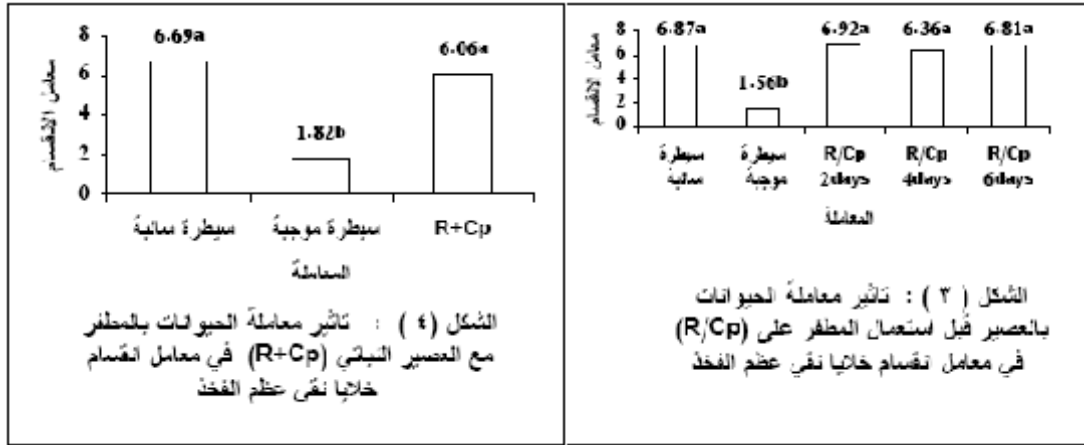 معامل الانقسام
8
6
4
2
0
6.87a
1.56b
6.92a
6.36a
6.81a
سيطرة سالبة
سيطرة موجبة
R/Cp 2days
R/Cp 4days
R/Cp 6days
المعاملة
الشكل ( ٣ ) : تاثير معاملة الحيوانات
بالعصير قبل استعمال المطفر على (R/Cp)
في معامل نقسام خلايا نقي عظم الفخذ
معامل الانقسام
8
6
4
2
0
6.69a
1.82b
6.06a
سيطرة سالبة
سيطرة موجبة
R+Cp
المعاملة
الشكل ( ٤ ) : تاثير معاملة الحيوانات بالمطفر
مع العصير النباتي (R+Cp) في معامل انقسام
خلايا نقي عظم الفخذ